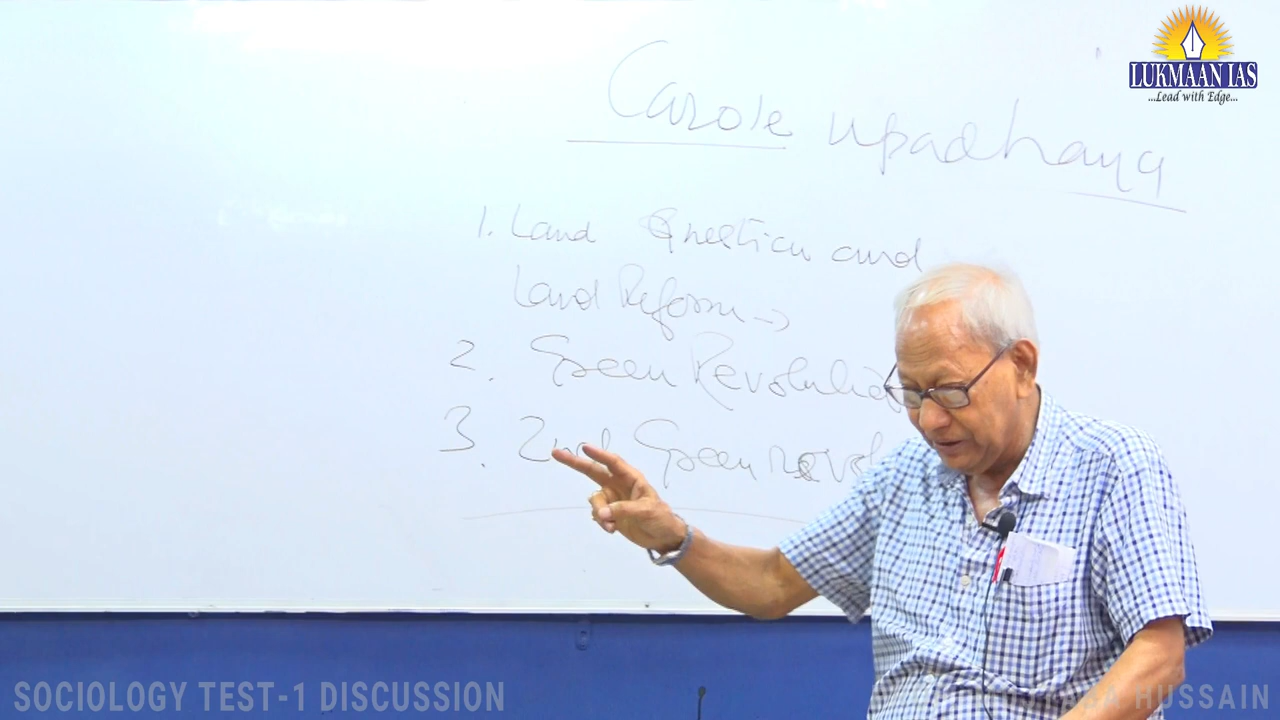 LUKMAAN IAS
...Lead with Edge...
Carole Upadhaya
1. Land Question and
Land Reform →
2. Green Revolutio
3. 2nd Green revol
SOCIOLOGY TEST-1 DISCUSSION
HUSSAIN